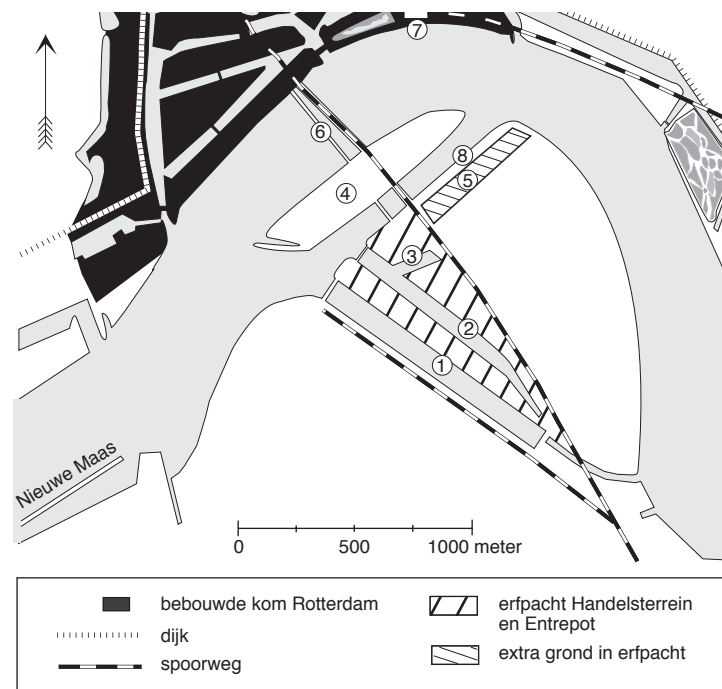 7
6
8
5
4
3
2
1
Nieuwe Maas
0 500 1000 meter
bebouwde kom Rotterdam
dijk
spoorweg
erfpacht Handelsterrein
en Entrepot
extra grond in erfpacht